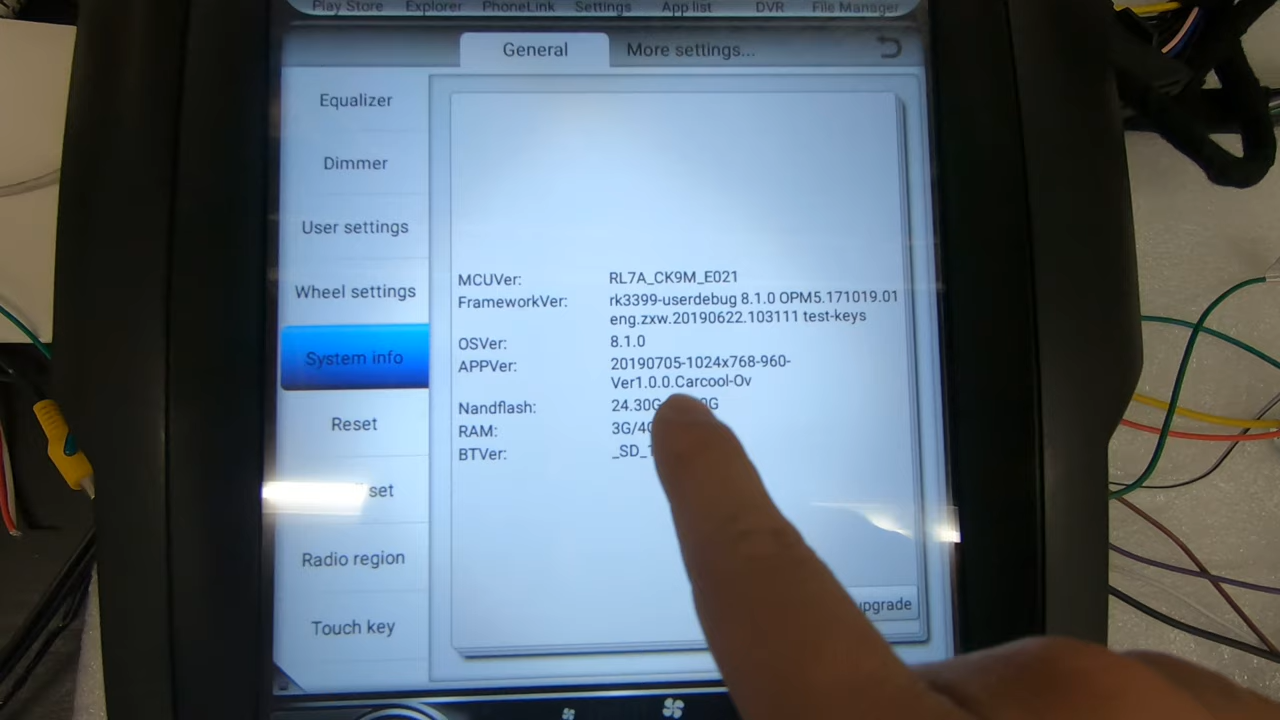 Play Store Explorer PhoneLink Settings App list DVR File Manager
General More settings...
Equalizer
Dimmer
User settings
Wheel settings
System info
Reset
set
Radio region
Touch key
MCUVer: RL7A_CK9M_E021
FrameworkVer: rk3399-userdebug 8.1.0 OPM5.171019.01
eng.zxw.20190622.103111 test-keys
OSVer: 8.1.0
APPVer: 20190705-1024x768-960-
Ver1.0.0.Carcool-Ov
Nandflash: 24.30G
RAM: 3G/4G
BTVer: _SD_
upgrade